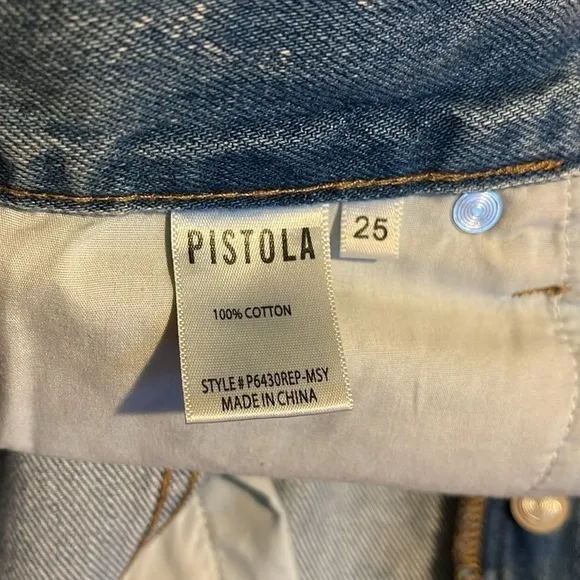 PISTOLA
25
100% COTTON
STYLE # P6430REP-MSY
MADE IN CHINA